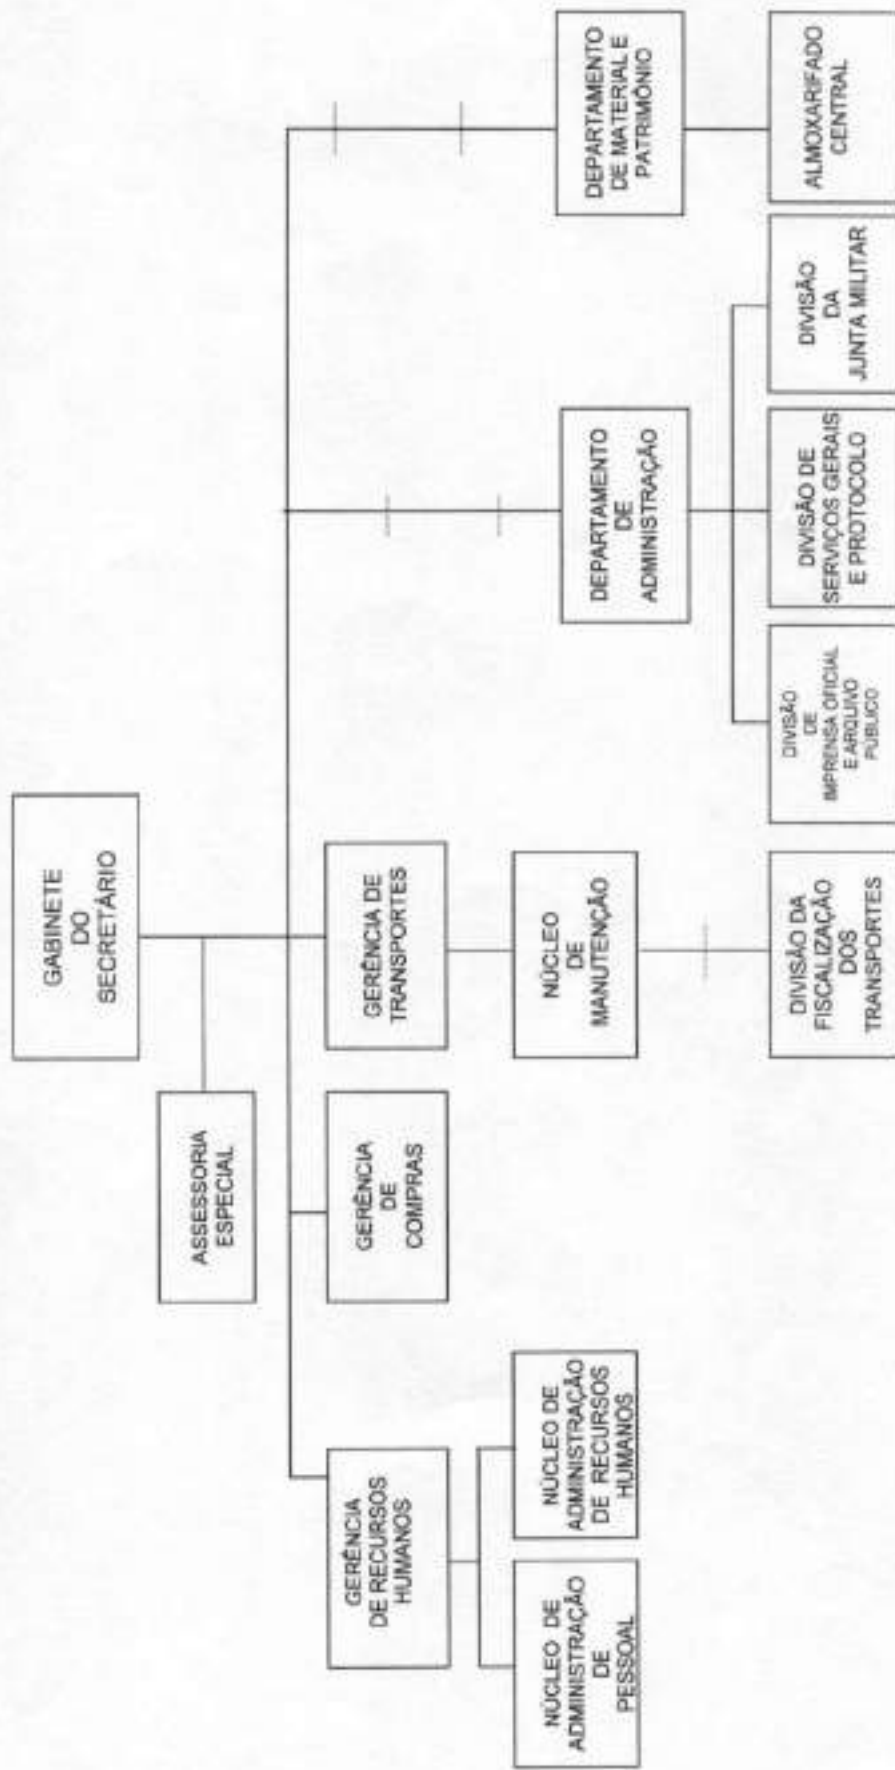 GABINETE
DO
SECRETÁRIO
ASSESSORIA
ESPECIAL
GERÊNCIA
DE RECURSOS
HUMANOS
GERÊNCIA
DE
COMPRAS
GERÊNCIA DE
TRANSPORTES
NÚCLEO DE
ADMINISTRAÇÃO
DE
PESSOAL
NÚCLEO DE
ADMINISTRAÇÃO
DE RECURSOS
HUMANOS
NÚCLEO
DE
MANUTENÇÃO
DEPARTAMENTO
DE
ADMINISTRAÇÃO
DEPARTAMENTO
DE MATERIAL E
PATRIMÔNIO
DIVISÃO DA
FISCALIZAÇÃO
DOS
TRANSPORTES
DIVISÃO
DE
IMPRENSA OFICIAL
E ARQUIVO
PÚBLICO
DIVISÃO DE
SERVIÇOS GERAIS
E PROTOCOLO
DIVISÃO
DA
JUNTA MILITAR
ALMOXARIFADO
CENTRAL